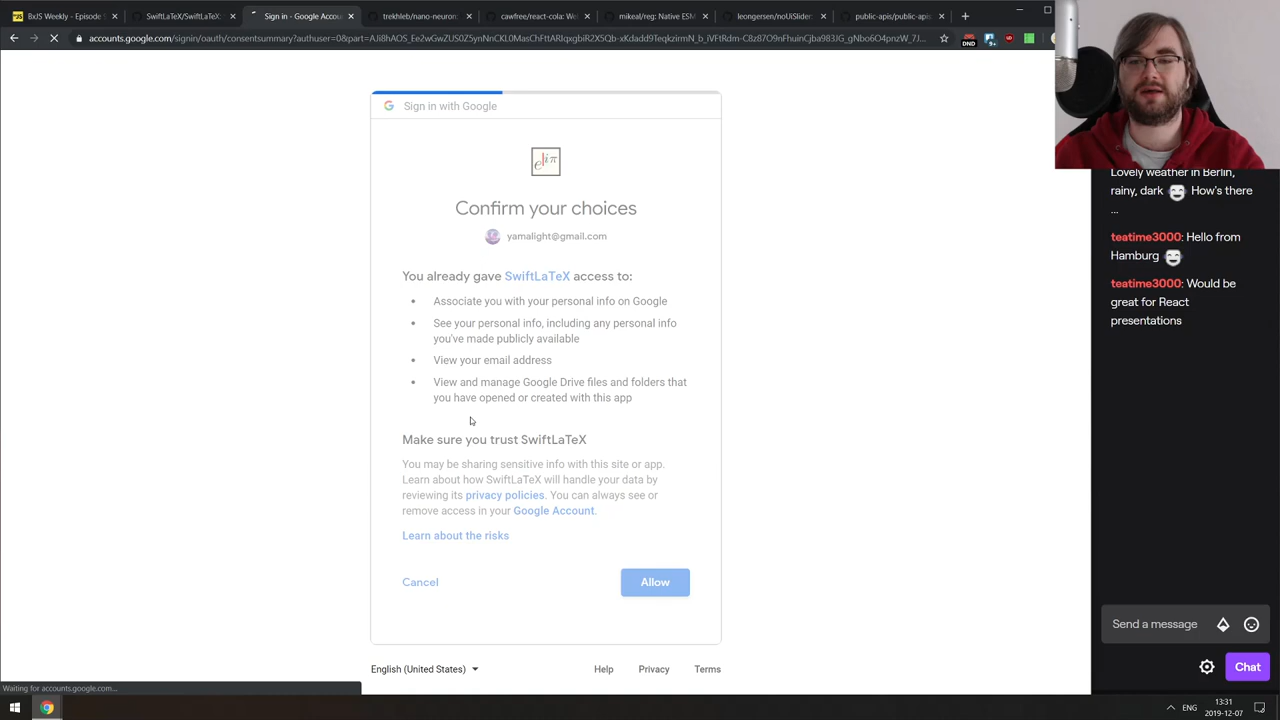 BxJS Weekly - Episode
SwiftLaTeX/SwiftLaTeX:
Sign in - Google Accou
trekhleb/nano-neuron:
cawfree/react-cola: We
mikeal/reg: Native ESM
leongersen/noUiSlider:
public-apis/public-apis
accounts.google.com/signin/oauth/consentsummary?authuser=0&part=
DND
9+
Sign in with Google
e iπ
Confirm your choices
yamalight@gmail.com
You already gave SwiftLaTeX access to:
• Associate you with your personal info on Google
• See your personal info, including any personal info
you've made publicly available
• View your email address
• View and manage Google Drive files and folders that
you have opened or created with this app
Make sure you trust SwiftLaTeX
You may be sharing sensitive info with this site or app.
Learn about how SwiftLaTeX will handle your data by
reviewing its privacy policies. You can always see or
remove access in your Google Account.
Learn about the risks
Cancel
Allow
English (United States)
Help
Privacy
Terms
Waiting for accounts.google.com...
Lovely weather in Berlin,
rainy, dark How's there
...
teatime3000: Hello from
Hamburg
teatime3000: Would be
great for React
presentations
Send a message
Chat
ENG
13:31
2019-12-07